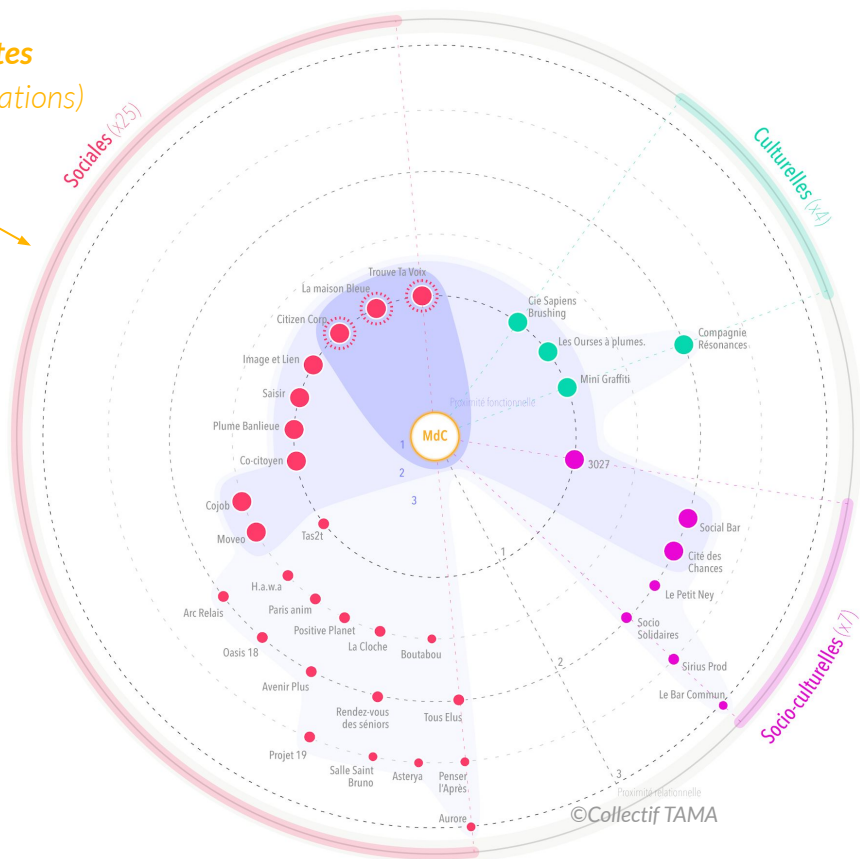 tes
ations)
Sociales (x25)
Culturelles (x4)
Trouve Ta Voix
La maison Bleue
Citizen Corp.
Cie Sapiens
Brushing
Compagnie
Résonances
Les Ourses à plumes.
Image et Lien
Mini Graffiti
Saisir
Proximité fonctionnelle
Plume Banlieue
MdC
1
2
3
Co-citoyen
3027
Cojob
Social Bar
Moveo
Tas2t
Cité des
Chances
1
H.a.w.a
Le Petit Ney
Arc Relais
Paris anim
Positive Planet
Socio
Solidaires
La Cloche
Oasis 18
Boutabou
2
Sirius Prod
Avenir Plus
Le Bar Commun
Socio-culturelles (x7)
Rendez-vous
des séniors
Tous Elus
Projet 19
Salle Saint
Bruno
Asterya
Penser
l'Après
3
Proximité relationnelle
Aurore
©Collectif TAMA